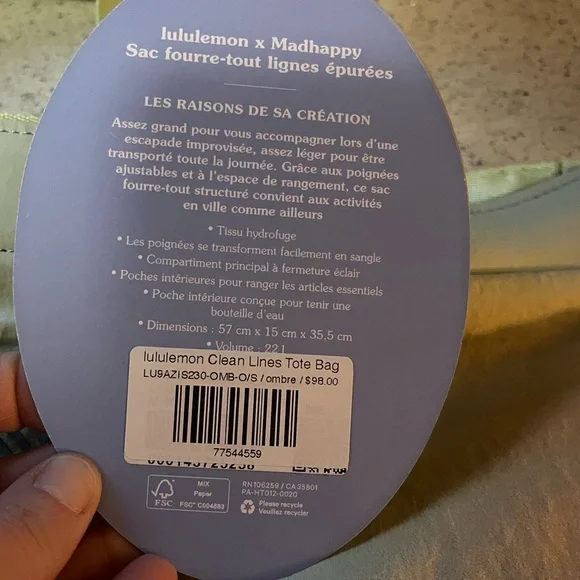 lululemon x Madhappy
Sac fourre-tout lignes épurées
LES RAISONS DE SA CRÉATION
Assez grand pour vous accompagner lors d'une
escapade improvisée, assez léger pour être
transporté toute la journée. Grâce aux poignées
ajustables et à l'espace de rangement, ce sac
fourre-tout structuré convient aux activités
en ville comme ailleurs
• Tissu hydrofuge
• Les poignées se transforment facilement en sangle
• Compartiment principal à fermeture éclair
• Poches intérieures pour ranger les articles essentiels
• Poche intérieure conçue pour tenir une
bouteille d'eau
• Dimensions : 57 cm x 15 cm x 35,5 cm
• Volume : 22 l
lululemon Clean Lines Tote Bag
LU9AZIS230-OMB-O/S / ombre / $98.00
77544559
MIX
Paper
FSC
FSC® C004583
RN106259 / CA35801
PA-HT012-0020
Please recycle
Veuillez recycler